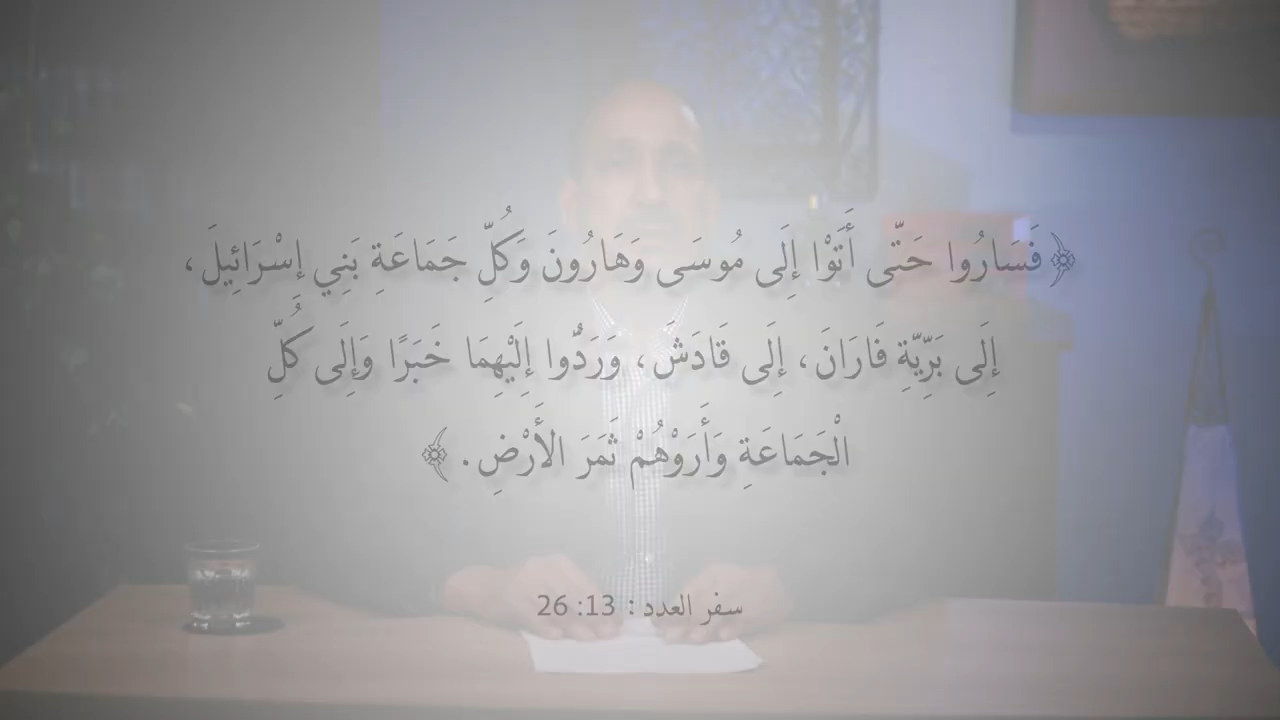 ﴿فَسَارُوا حَتَّى أَتَوْا إِلَى مُوسَى وَهَارُونَ وَكُلِّ جَمَاعَةِ بَنِي إِسْرَائِيلَ،
إِلَى بَرِّيَّةِ فَارَانَ، إِلَى قَادَشَ، وَرَدُّوا إِلَيْهِمَا خَبَرًا وَإِلَى كُلِّ
الْجَمَاعَةِ وَأَرَوْهُمْ ثَمَرَ الأَرْضِ.﴾
سفر العدد : 13: 26